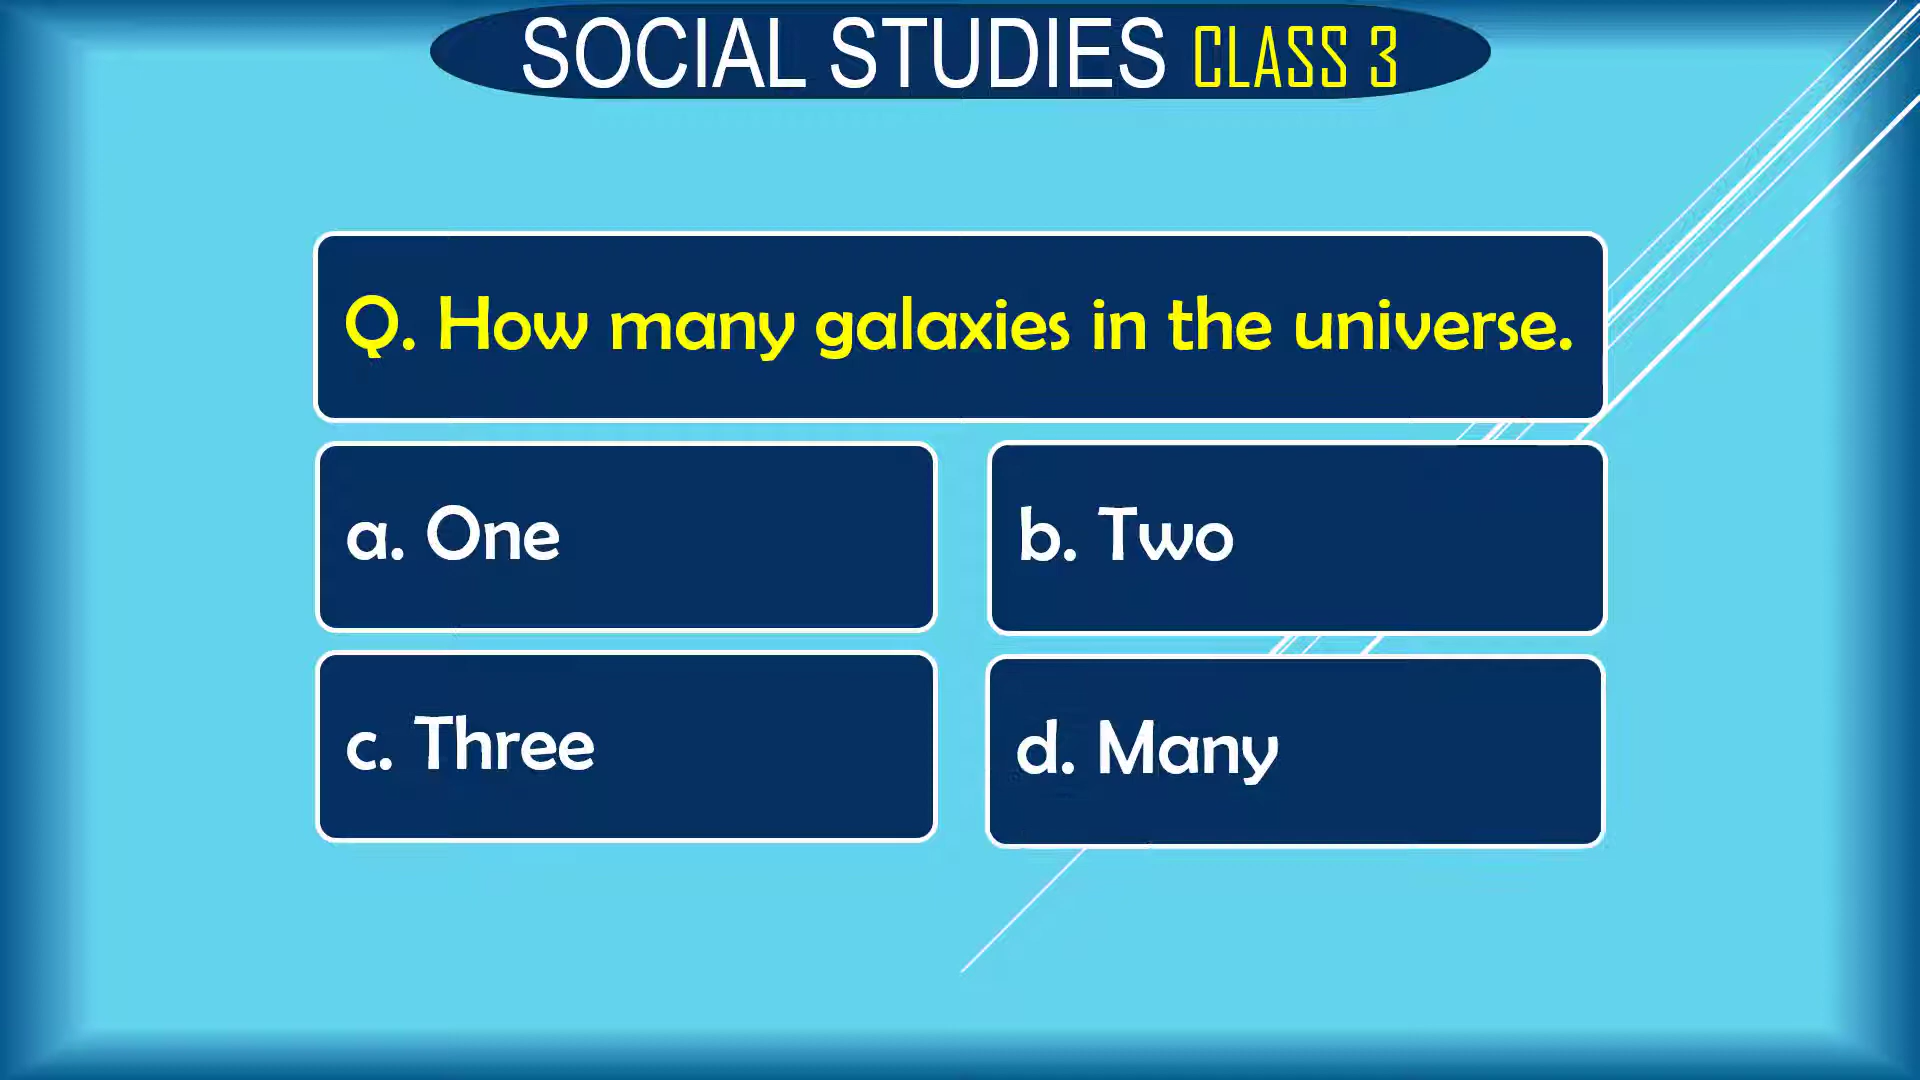 SOCIAL STUDIES CLASS 3
Q. How many galaxies in the universe.
a. One
b. Two
c. Three
d. Many